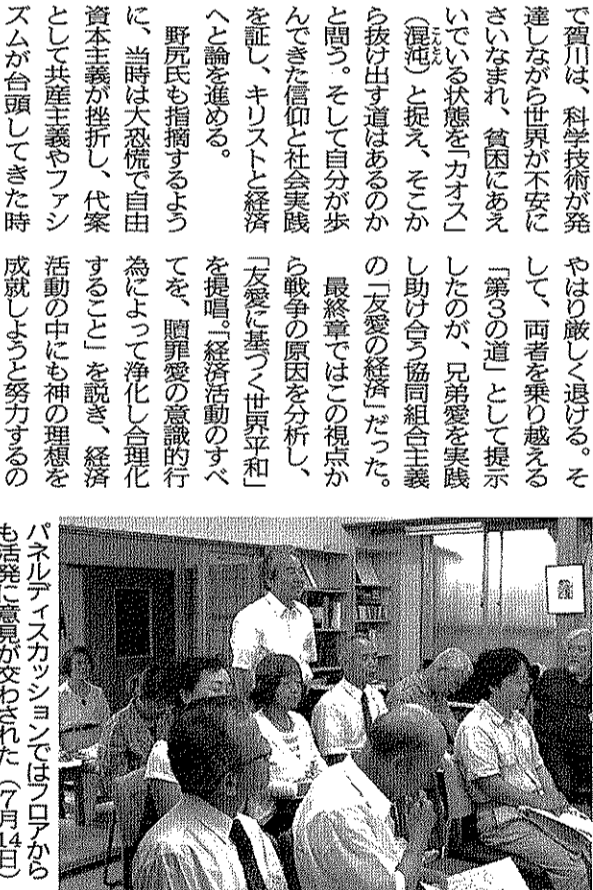 で賀川は、科学技術が発
達しながら世界が不安に
さいなまれ、貧困にあえ
いでいる状態を「カオス」
（混沌）と捉え、そこか
こんとん
ら抜け出す道はあるのか
と問う。そして自分が歩
んできた信仰と社会実践
を証し、キリストと経済
へと論を進める。
野尻氏も指摘するよう
に、当時は大恐慌で自由
資本主義が挫折し、代案
として共産主義やファシ
ズムが台頭してきた時
やはり厳しく退ける。そ
して、両者を乗り越える
「第３の道」として提示
したのが、兄弟愛を実践
し助け合う協同組合主義
の「友愛の経済」だった。
最終章ではこの視点か
ら戦争の原因を分析し、
「友愛に基づく世界平和」
を提唱。「経済活動のすべ
てを、贖罪愛の意識的行
為によって浄化し合理化
すること」を説き、経済
活動の中にも神の理想を
成就しようと努力するの
パネルディスカッションではフロアから
も活発に意見が交わされた（７月14日）